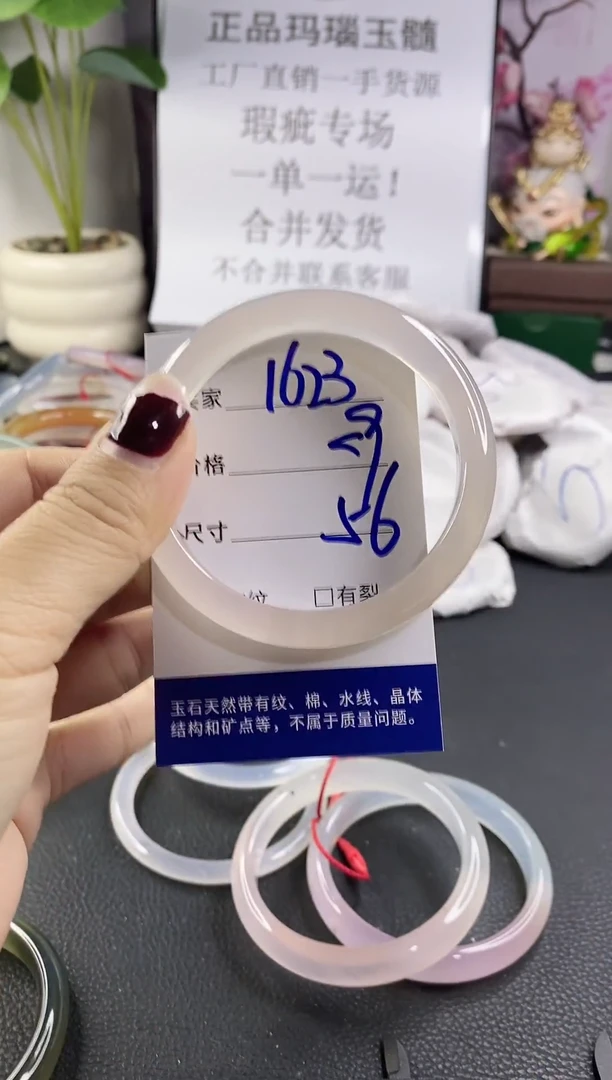 正品玛瑙玉髓
工厂直销一手货源
瑕疵专场
一单一运！
合并发货
不合并联系客服
家 1623
价格
尺寸 56
纹 □有裂
玉石天然带有纹、棉、水线、晶体
结构和矿点等，不属于质量问题。